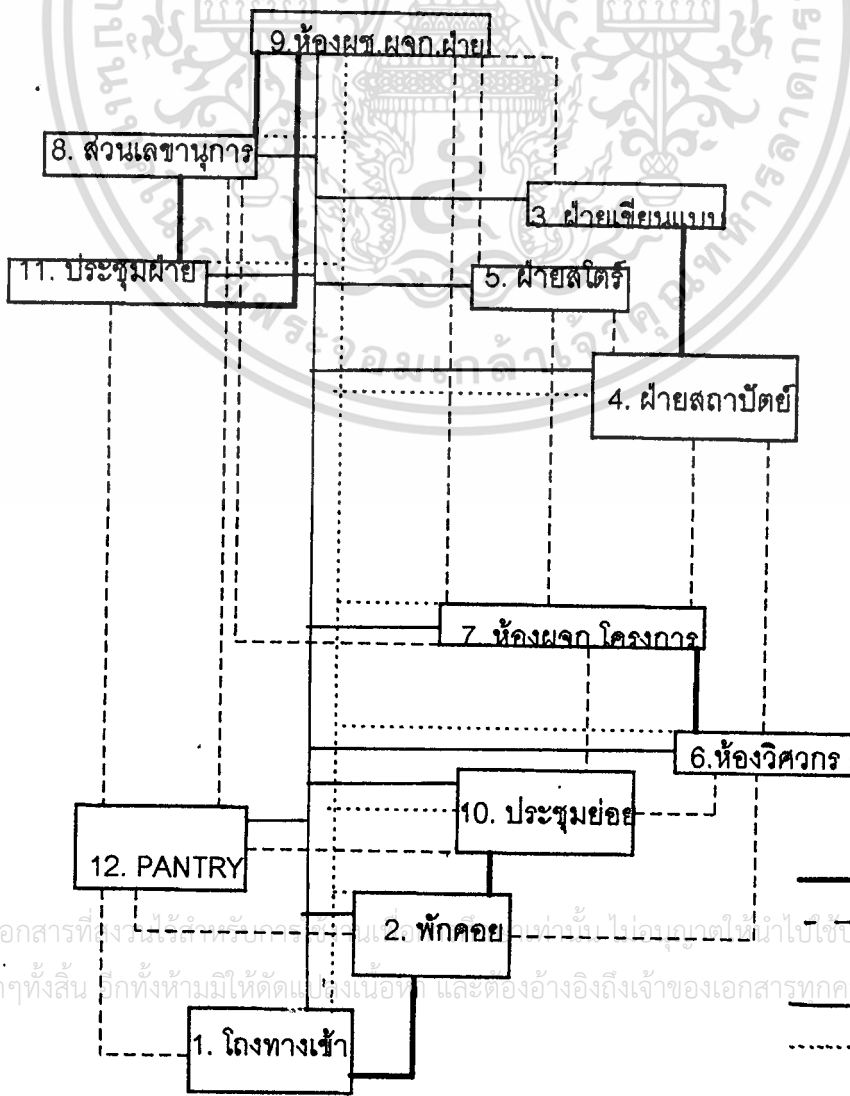 9.ห้องผช.ผจก.ฝ่าย
8. ส่วนเลขานุการ
3. ฝ่ายเขียนแบบ
11. ประชุมฝ่าย
5. ฝ่ายสโตร์
4. ฝ่ายสถาปัตย์
7. ห้องผจก.โครงการ
6.ห้องวิศวกร
10. ประชุมย่อย
12. PANTRY
2. พักคอย
1. โถงทางเข้า